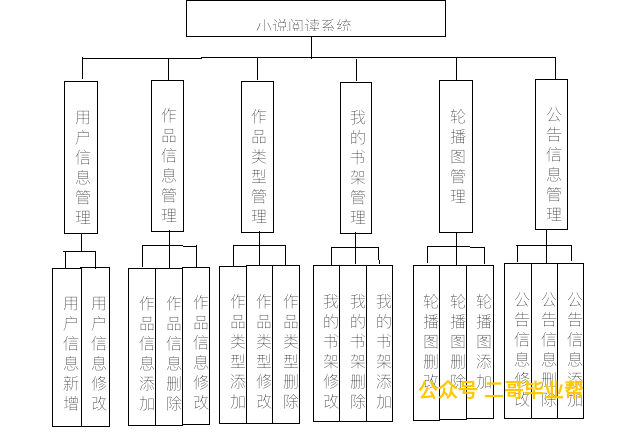 小说阅读系统
用户信息管理
作品信息管理
作品类型管理
我的书架管理
轮播图管理
公告信息管理
用户信息新增
用户信息修改
作品信息添加
作品信息删除
作品信息修改
作品类型添加
作品类型修改
作品类型删除
我的书架修改
我的书架删除
我的书架添加
轮播图删改
轮播图删除
轮播图添加
公告信息修改
公告信息删除
公告信息添加
公众号 二哥毕业帮